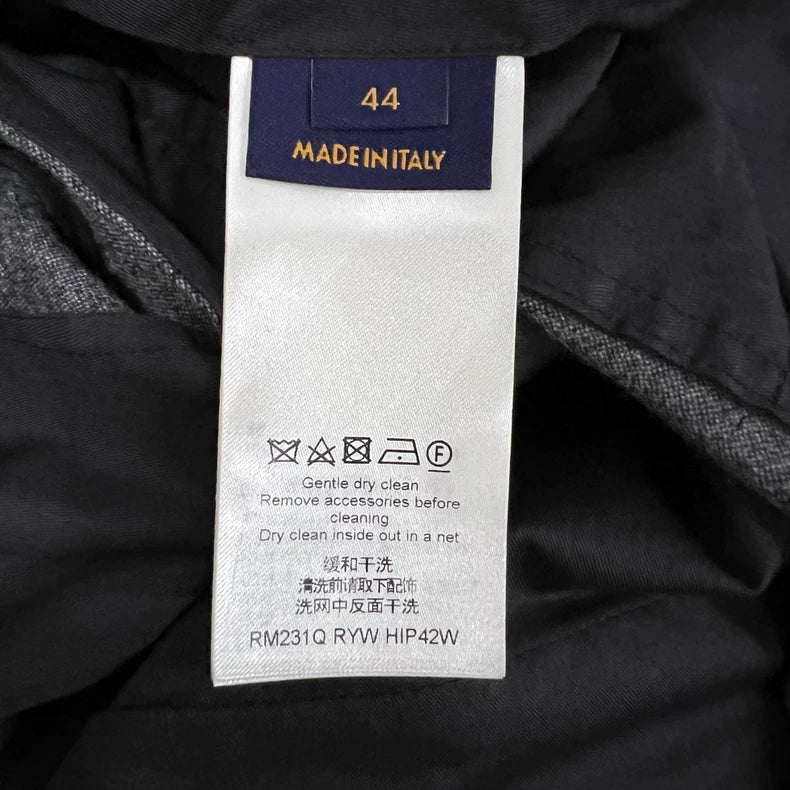 44
MADE IN ITALY
F
Gentle dry clean
Remove accessories before
cleaning
Dry clean inside out in a net
缓和干洗
清洗前请取下配饰
洗网中反面干洗
RM231Q RYW HIP42W